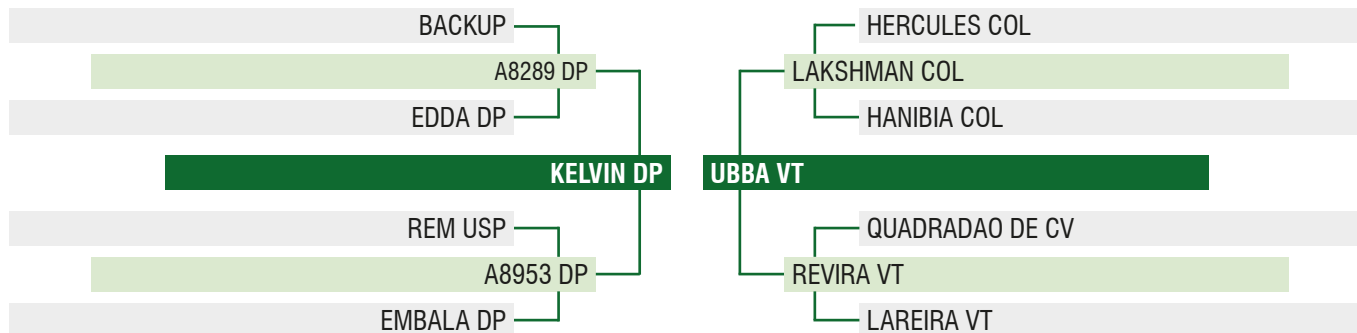 BACKUP
A8289 DP
EDDA DP
KELVIN DP
REM USP
A8953 DP
EMBALA DP
HERCULES COL
LAKSHMAN COL
HANIBIA COL
UBBA VT
QUADRADAO DE CV
REVIRA VT
LAREIRA VT